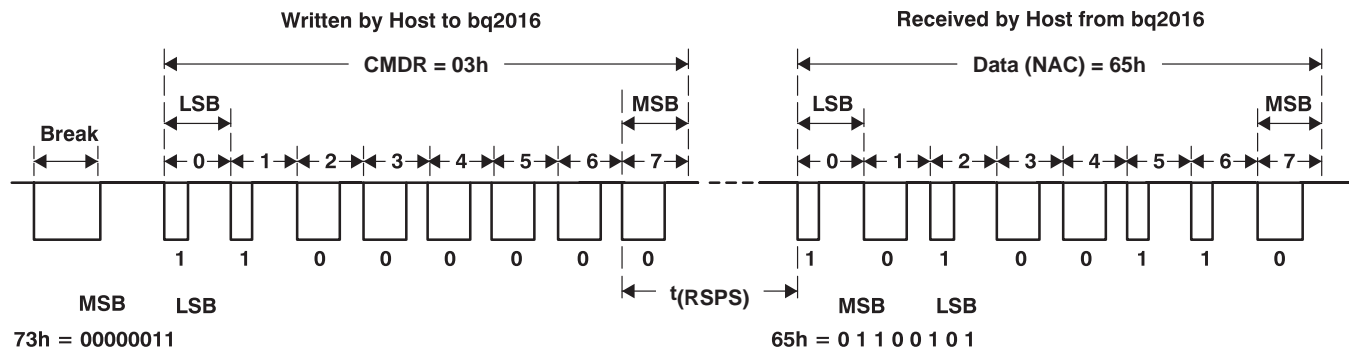 Written by Host to bq2016 Received by Host from bq2016
CMDR = 03h Data (NAC) = 65h
LSB MSB LSB MSB
Break
0 1 2 3 4 5 6 7 0 1 2 3 4 5 6 7
1 1 0 0 0 0 0 0 1 0 1 0 0 1 1 0
t(RSPS)
MSB LSB MSB LSB
73h = 00000011 65h = 0 1 1 0 0 1 0 1